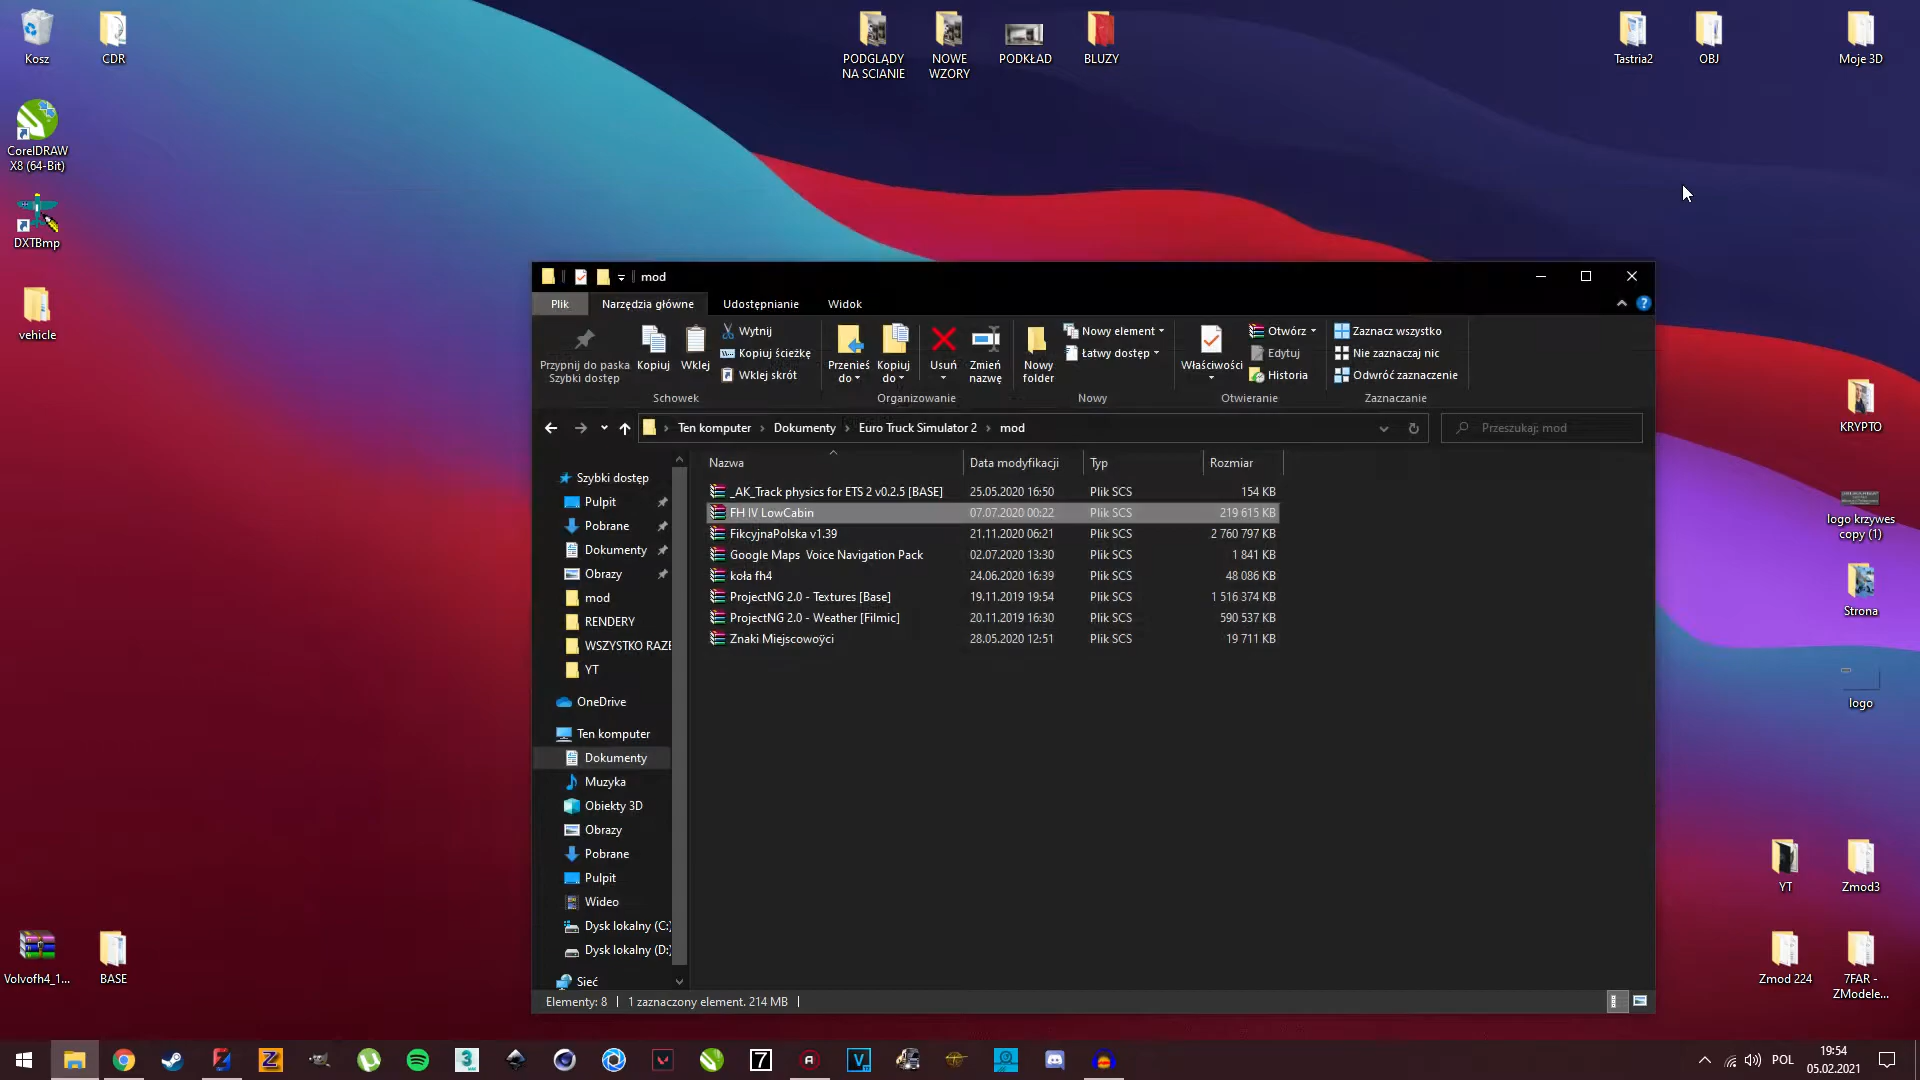 Kosz
CDR
PODGLĄDY
NA SCIANIE
NOWE
WZORY
PODKŁAD
BLUZY
Tastria2
OBJ
Moje 3D
CorelDRAW
X8 (64-Bit)
DXTBmp
vehicle
mod
Plik
Narzędzia główne
Udostępnianie
Widok
Przypnij do paska
Szybki dostęp
Kopiuj
Wklej
Wytnij
Kopiuj ścieżkę
Wklej skrót
Schowek
Przenieś
do
Kopiuj
do
Usuń
Zmień
nazwę
Organizowanie
Nowy
folder
Nowy element
Łatwy dostęp
Nowy
Właściwości
Otwórz
Edytuj
Historia
Otwieranie
Zaznacz wszystko
Nie zaznaczaj nic
Odwróć zaznaczenie
Zaznaczanie
Ten komputer
Dokumenty
Euro Truck Simulator 2
mod
Przeszukaj: mod
Nazwa
Data modyfikacji
Typ
Rozmiar
_AK_Track physics for ETS 2 v0.2.5 [BASE] 25.05.2020 16:50 Plik SCS 154 KB
FH IV LowCabin 07.07.2020 00:22 Plik SCS 219 615 KB
FikcyjnaPolska v1.39 21.11.2020 06:21 Plik SCS 2 760 797 KB
Google Maps Voice Navigation Pack 02.07.2020 13:30 Plik SCS 1 841 KB
koła fh4 24.06.2020 16:39 Plik SCS 48 086 KB
ProjectNG 2.0 - Textures [Base] 19.11.2019 19:54 Plik SCS 1 516 374 KB
ProjectNG 2.0 - Weather [Filmic] 20.11.2019 16:30 Plik SCS 590 537 KB
Znaki Miejscowoÿci 28.05.2020 12:51 Plik SCS 19 711 KB
Szybki dostęp
Pulpit
Pobrane
Dokumenty
Obrazy
mod
RENDERY
WSZYSTKO RAZE
YT
OneDrive
Ten komputer
Dokumenty
Muzyka
Obiekty 3D
Obrazy
Pobrane
Pulpit
Wideo
Dysk lokalny (C:)
Dysk lokalny (D:)
Sieć
Elementy: 8
1 zaznaczony element. 214 MB
KRYPTO
logo krzywes
copy (1)
Strona
logo
YT
Zmod3
Zmod 224
7FAR -
ZModele...
Volvofh4_1...
BASE
POL
19:54
05.02.2021